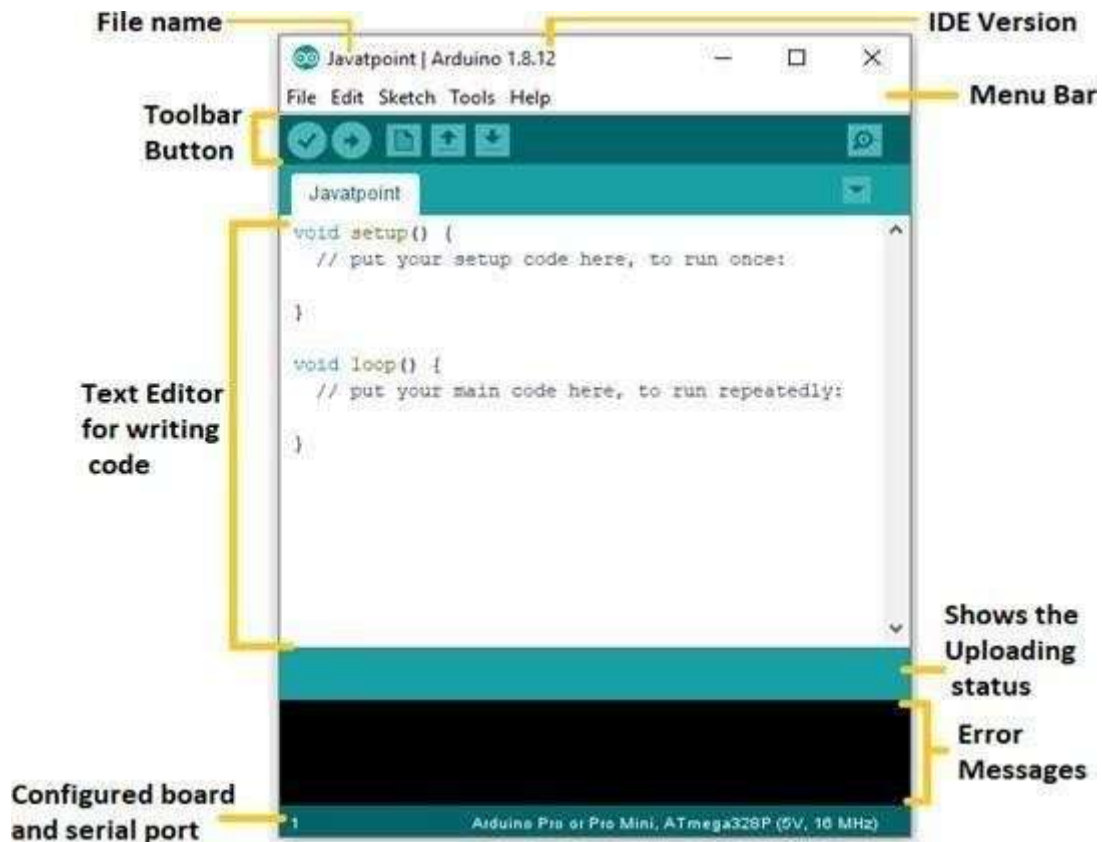 File name
IDE Version
Javatpoint | Arduino 1.8.12
File Edit Sketch Tools Help
Menu Bar
Toolbar
Button
Javatpoint
void setup() {
// put your setup code here, to run once:
}
void loop() {
// put your main code here, to run repeatedly:
}
Text Editor
for writing
code
Shows the
Uploading
status
Error
Messages
Configured board
and serial port
1
Arduino Pro or Pro Mini, ATmega328P (5V, 16 MHz)